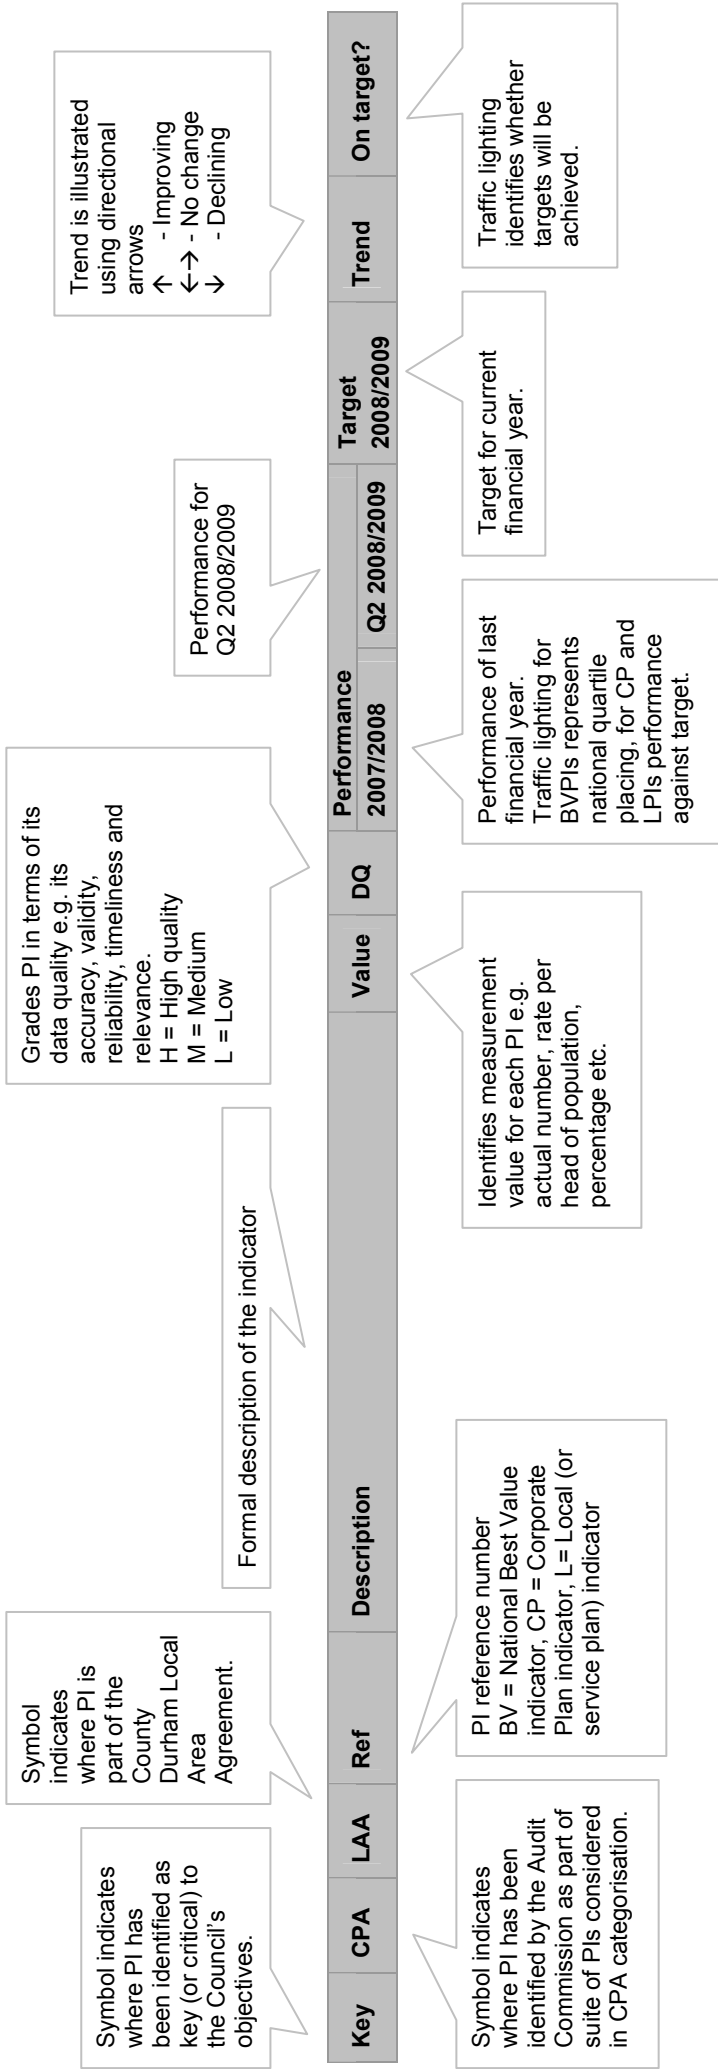 Symbol indicates
where PI has
been identified as
key (or critical) to
the Council's
objectives.
Symbol
indicates
where PI is
part of the
County
Durham Local
Area
Agreement.
Formal description of the indicator
Grades PI in terms of its
data quality e.g. its
accuracy, validity,
reliability, timeliness and
relevance.
H = High quality
M = Medium
L = Low
Performance for
Q2 2008/2009
Trend is illustrated
using directional
arrows
↑ - Improving
←→ - No change
↓ - Declining
Key CPA LAA Ref Description Value DQ Performance Target On target?
2007/2008 Q2 2008/2009 2008/2009 Trend
Symbol indicates
where PI has been
identified by the Audit
Commission as part of
suite of PIs considered
in CPA categorisation.
PI reference number
BV = National Best Value
indicator, CP = Corporate
Plan indicator, L= Local (or
service plan) indicator
Identifies measurement
value for each PI e.g.
actual number, rate per
head of population,
percentage etc.
Performance of last
financial year.
Traffic lighting for
BVPIs represents
national quartile
placing, for CP and
LPIs performance
against target.
Target for current
financial year.
Traffic lighting
identifies whether
targets will be
achieved.